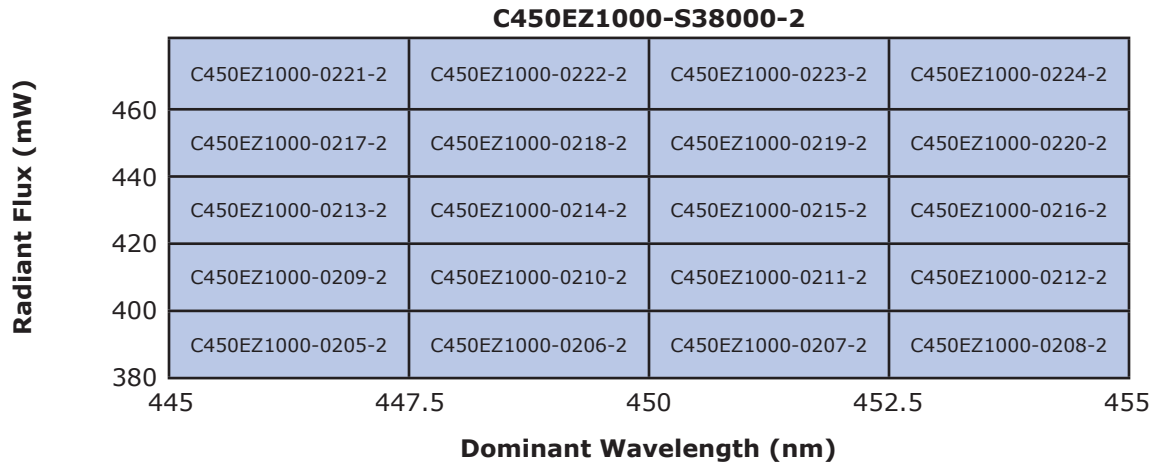 C450EZ1000-S38000-2
Radiant Flux (mW)
C450EZ1000-0221-2 C450EZ1000-0222-2 C450EZ1000-0223-2 C450EZ1000-0224-2
460
C450EZ1000-0217-2 C450EZ1000-0218-2 C450EZ1000-0219-2 C450EZ1000-0220-2
440
C450EZ1000-0213-2 C450EZ1000-0214-2 C450EZ1000-0215-2 C450EZ1000-0216-2
420
C450EZ1000-0209-2 C450EZ1000-0210-2 C450EZ1000-0211-2 C450EZ1000-0212-2
400
C450EZ1000-0205-2 C450EZ1000-0206-2 C450EZ1000-0207-2 C450EZ1000-0208-2
380
445 447.5 450 452.5 455
Dominant Wavelength (nm)